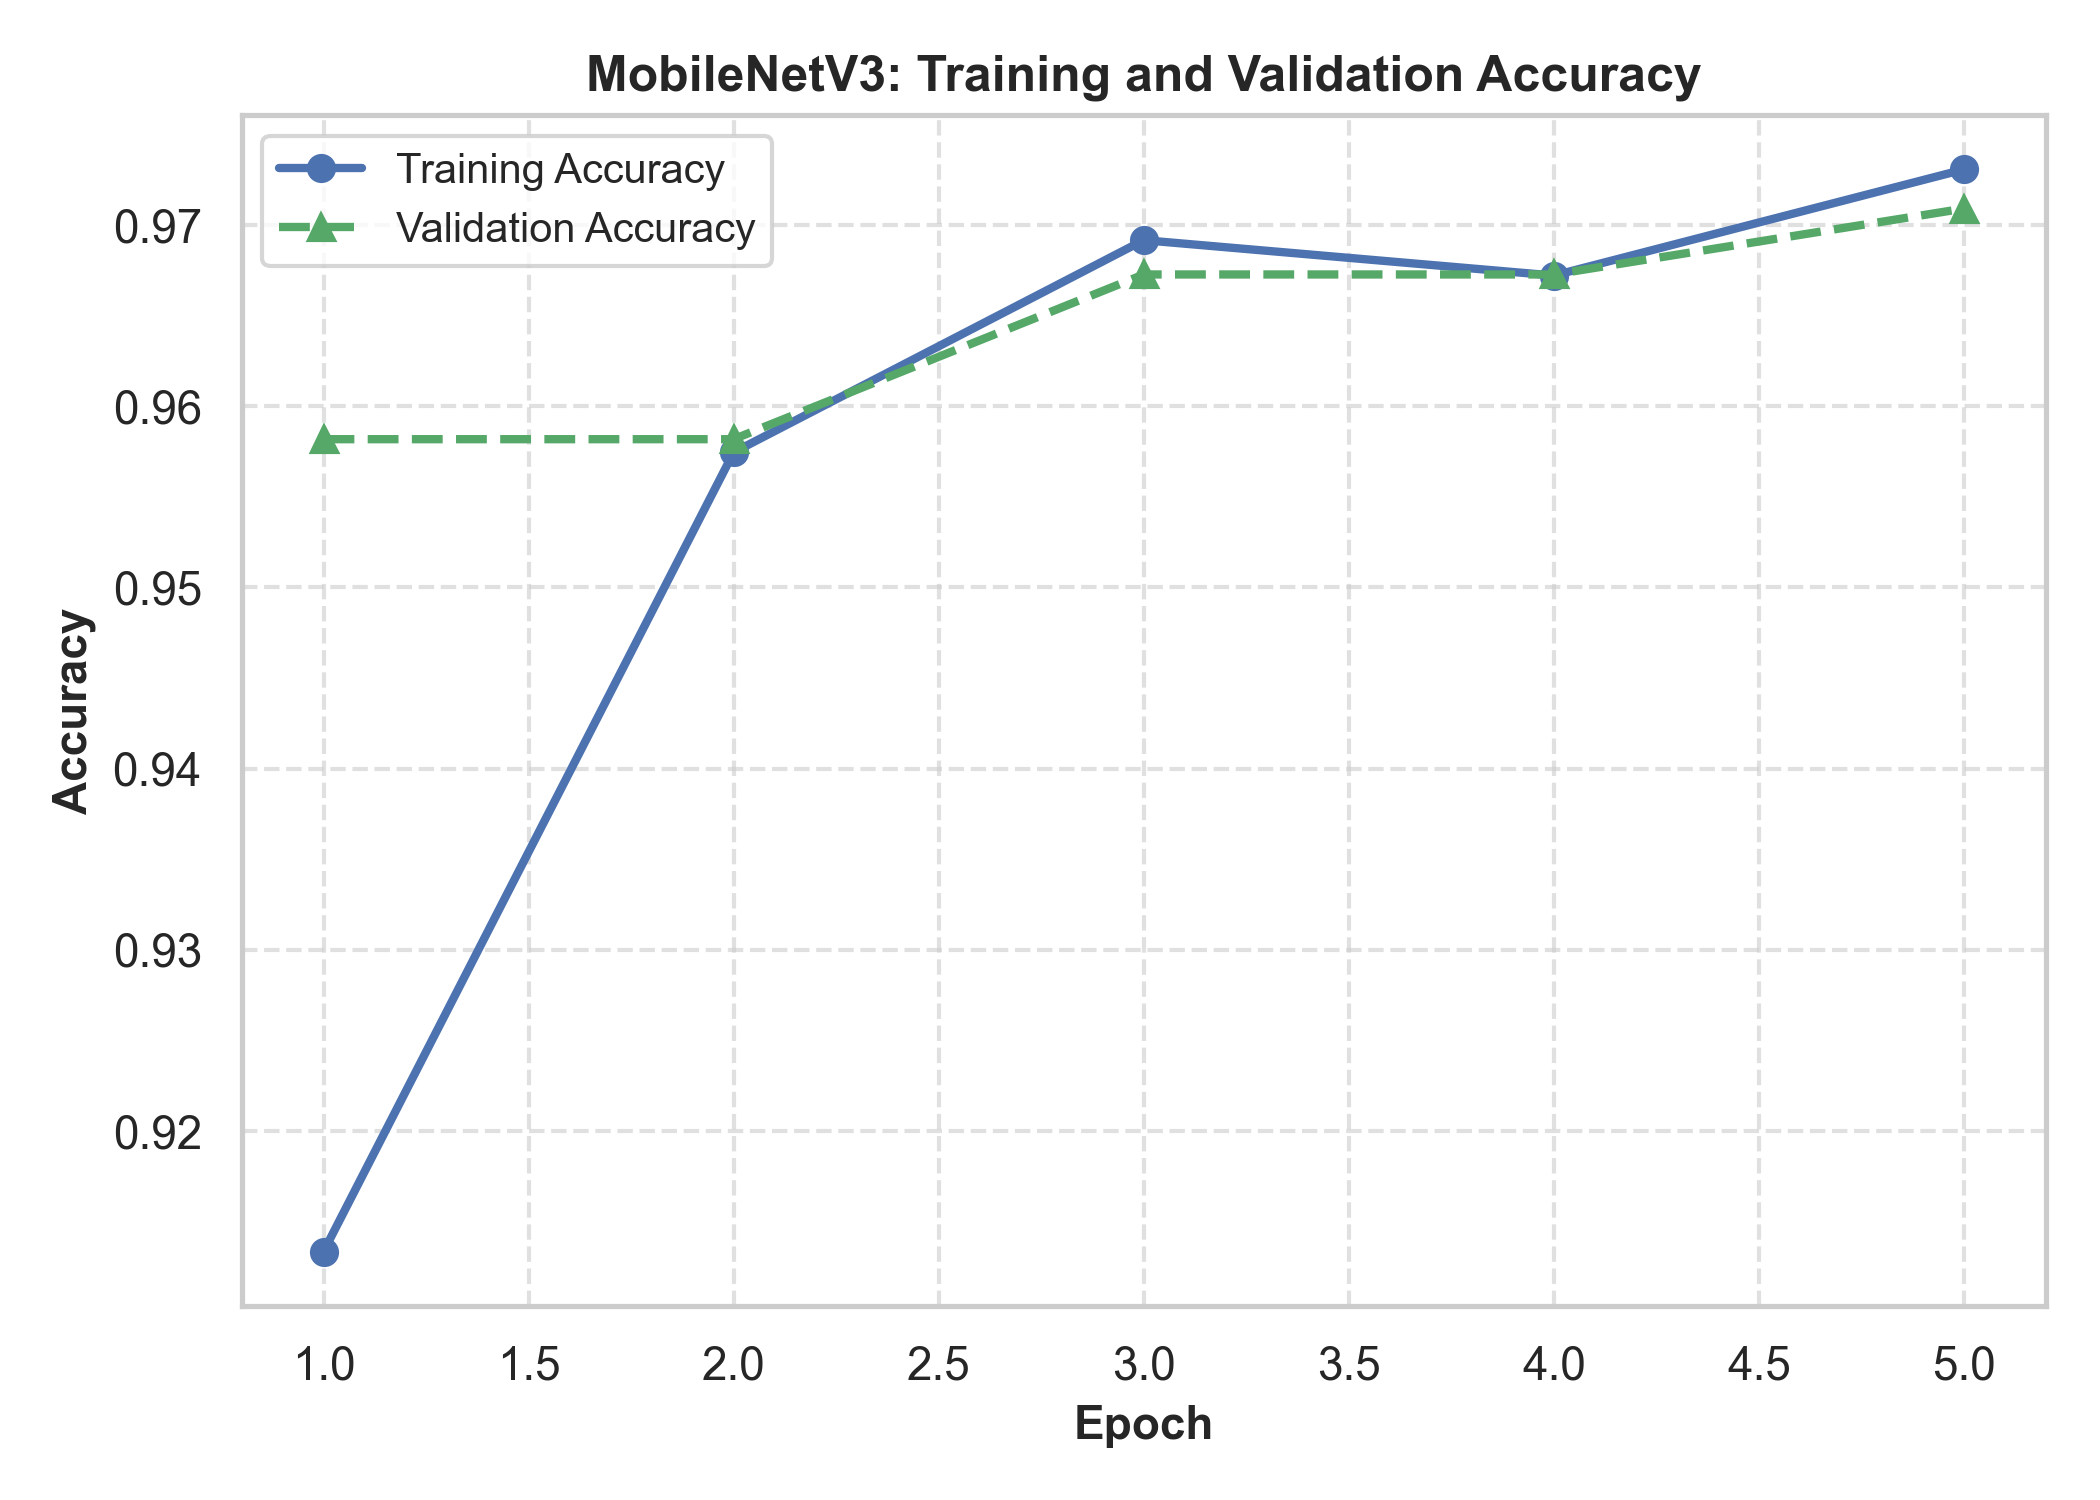 MobileNetV3: Training and Validation Accuracy
Training Accuracy
Validation Accuracy
0.97
0.96
0.95
0.94
0.93
0.92
Accuracy
1.0 1.5 2.0 2.5 3.0 3.5 4.0 4.5 5.0
Epoch